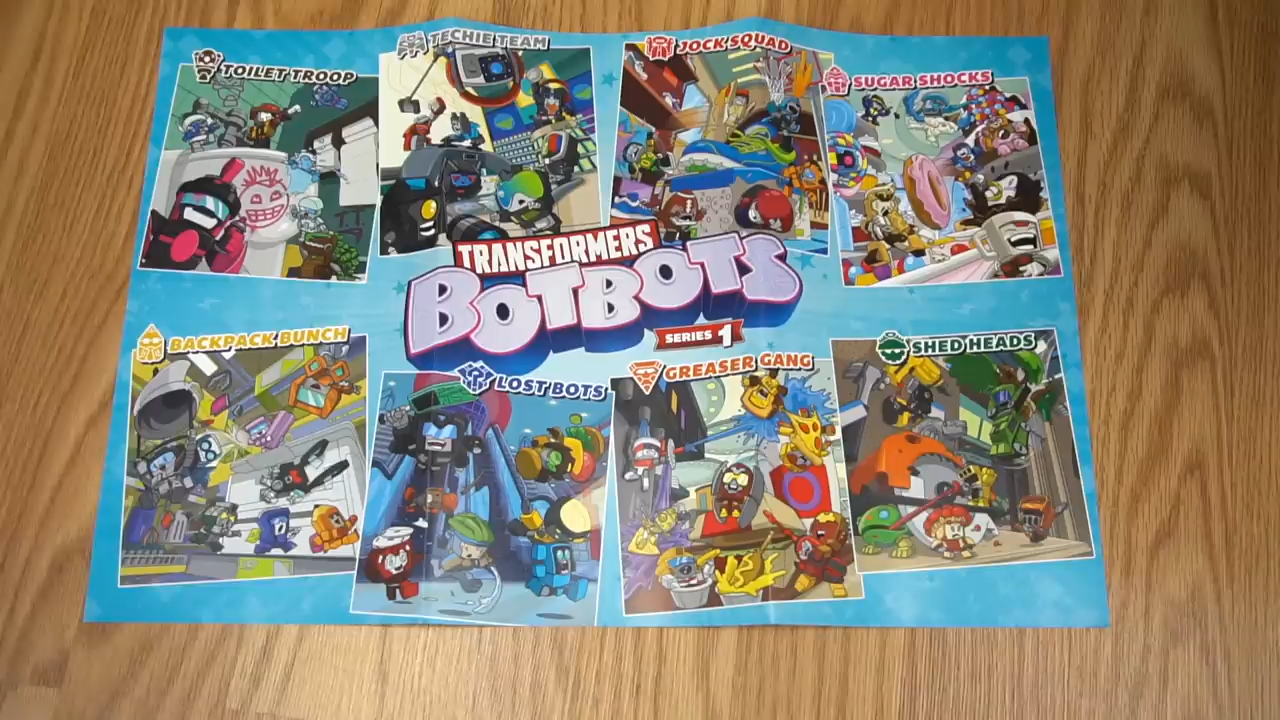 TOILET TROOP
TECHIE TEAM
JOCK SQUAD
SUGAR SHOCKS
TRANSFORMERS
BOTBOTS
SERIES 1
BACKPACK BUNCH
LOST BOTS
GREASER GANG
SHED HEADS